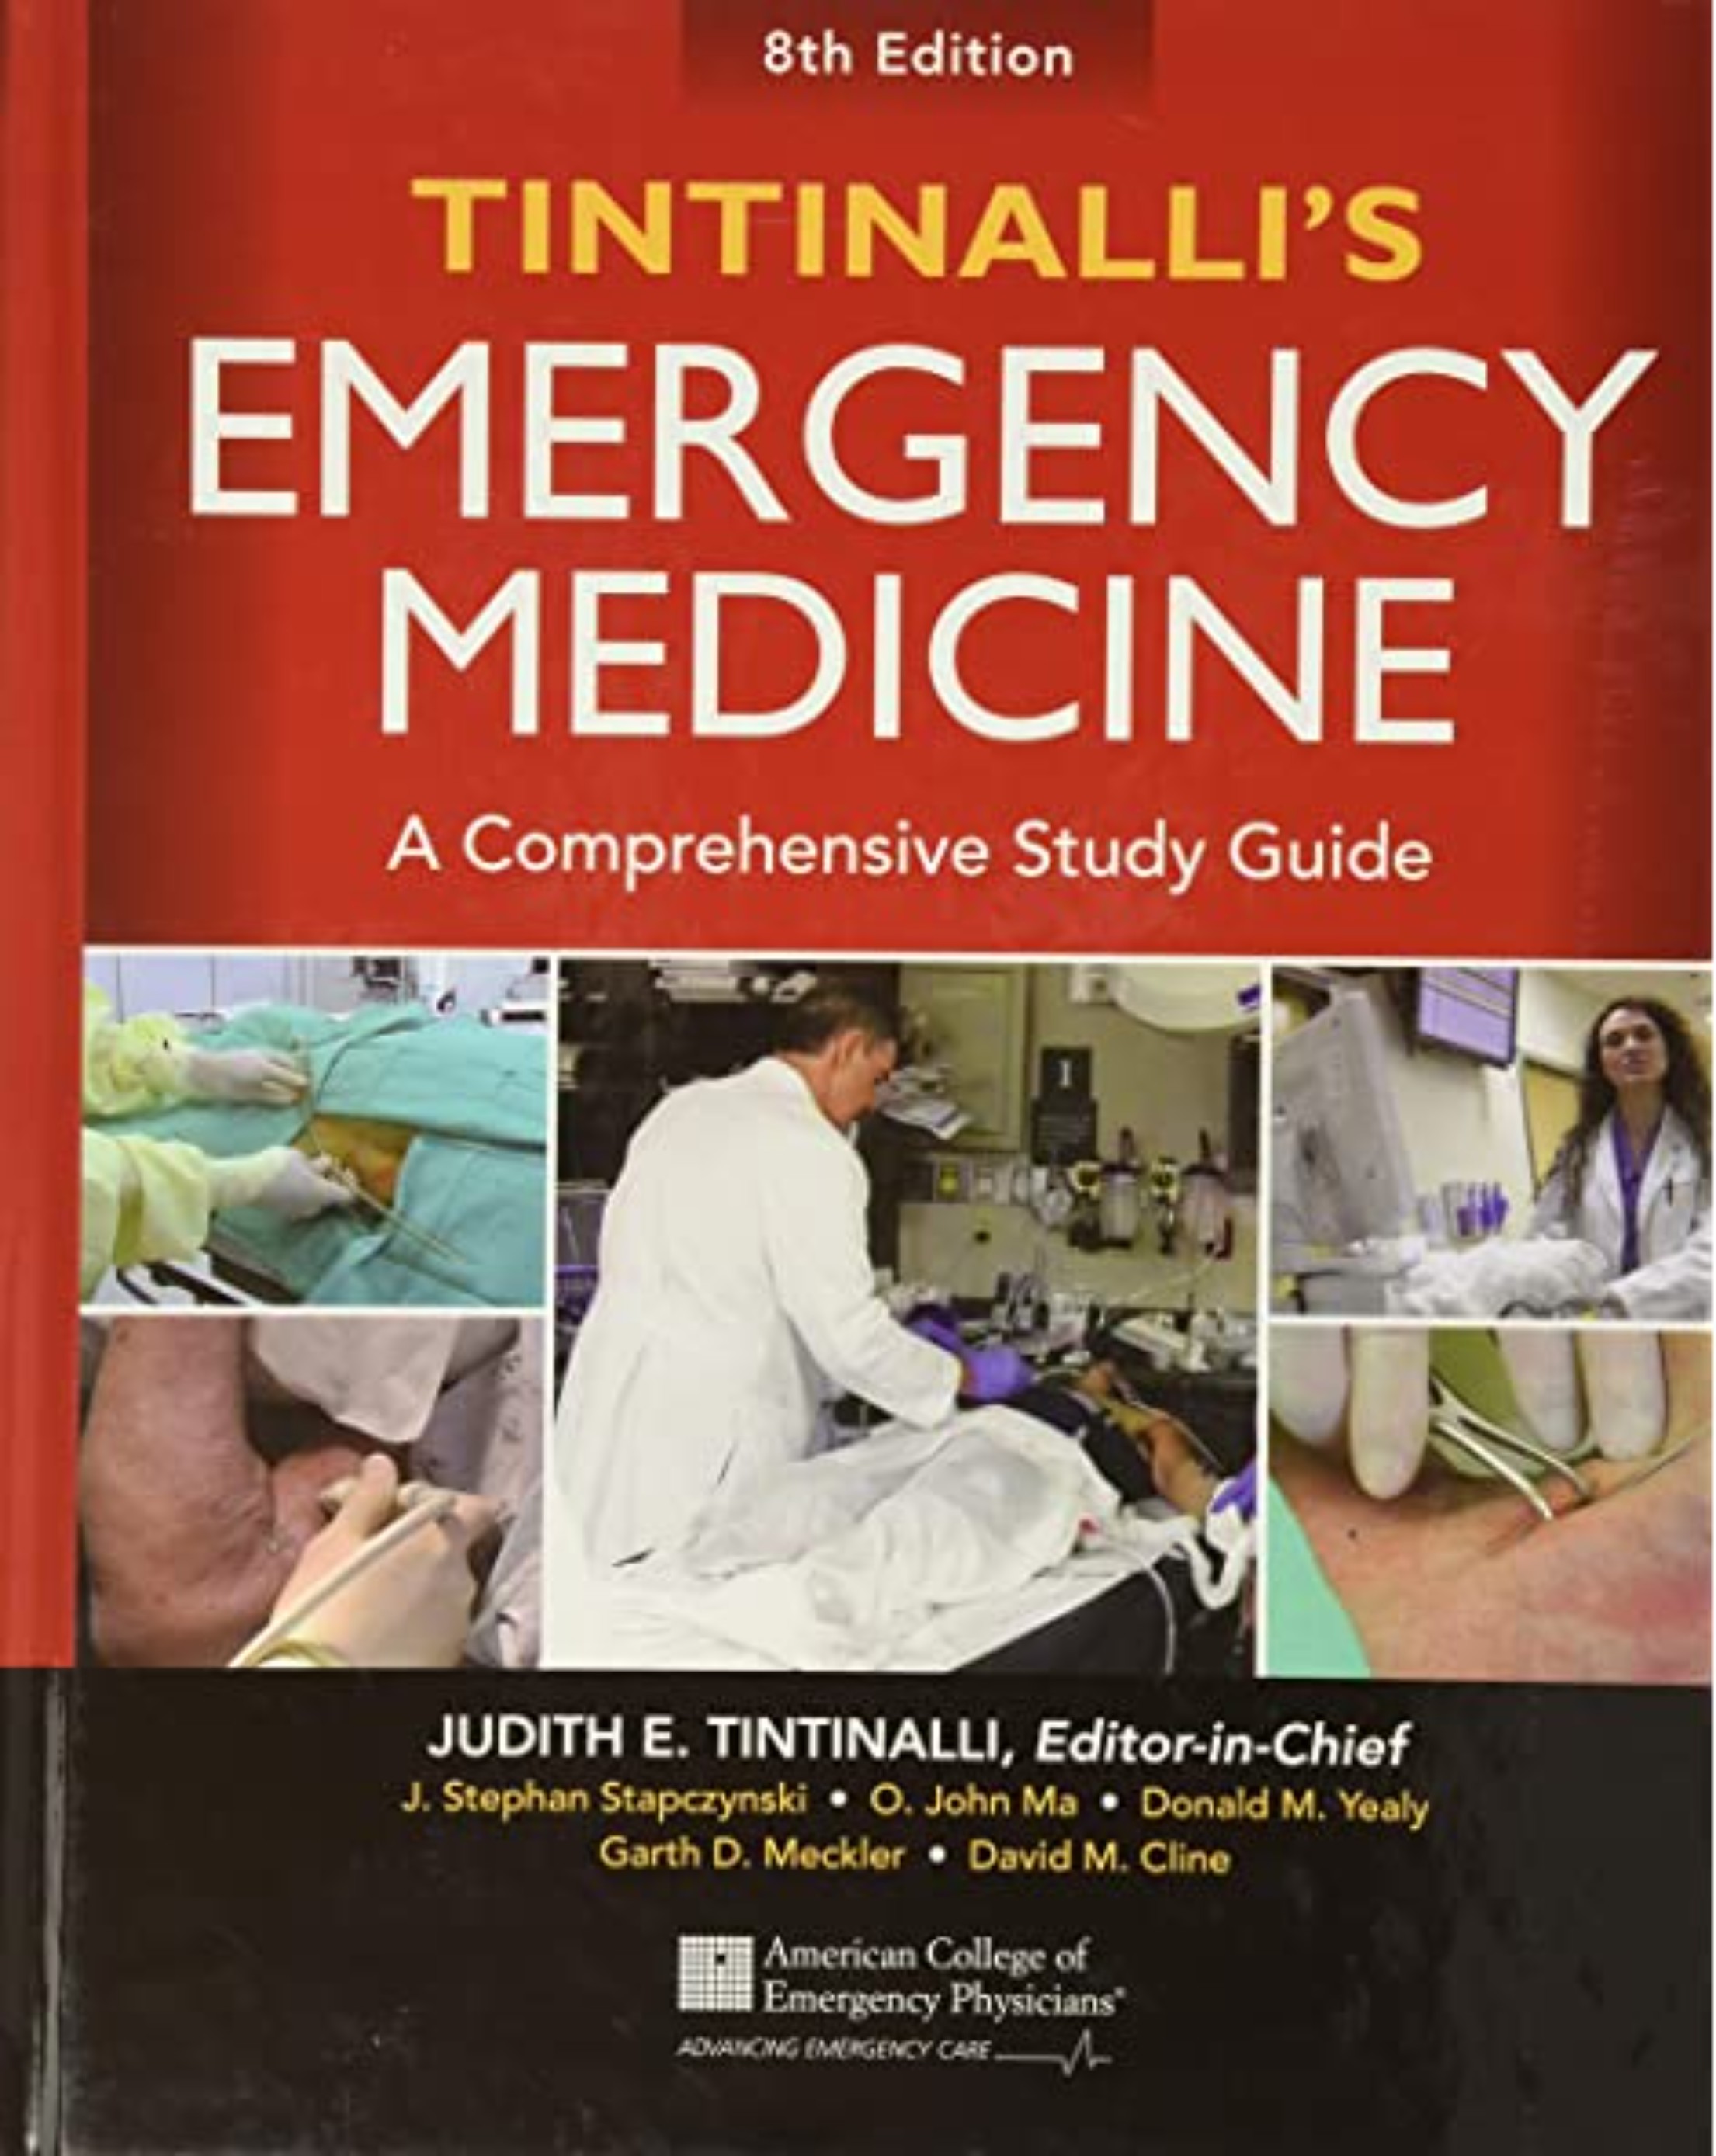 8th Edition
TINTINALLI'S
EMERGENCY
MEDICINE
A Comprehensive Study Guide
1
JUDITH E. TINTINALLI, Editor-in-Chief
J. Stephan Stapczynski • O. John Ma • Donald M. Yealy
Garth D. Meckler • David M. Cline
American College of
Emergency Physicians®
ADVANCING EMERGENCY CARE